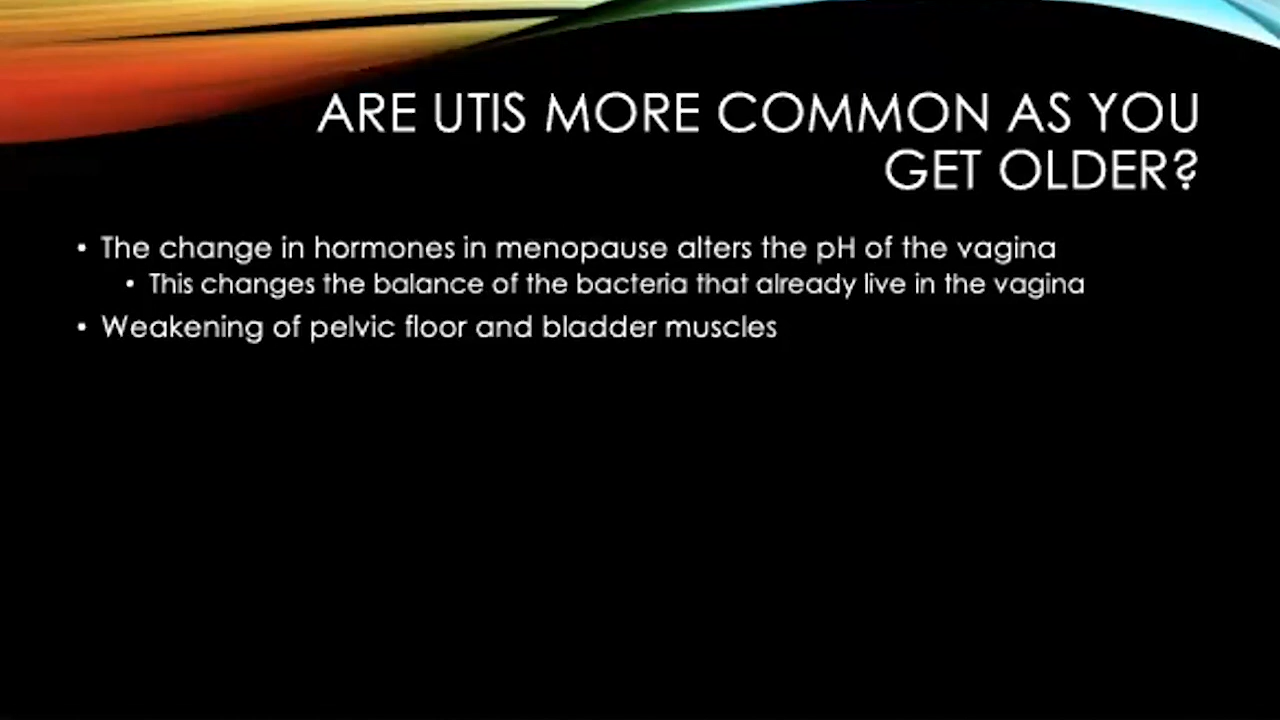 ARE UTIS MORE COMMON AS YOU
GET OLDER?
• The change in hormones in menopause alters the pH of the vagina
• This changes the balance of the bacteria that already live in the vagina
• Weakening of pelvic floor and bladder muscles